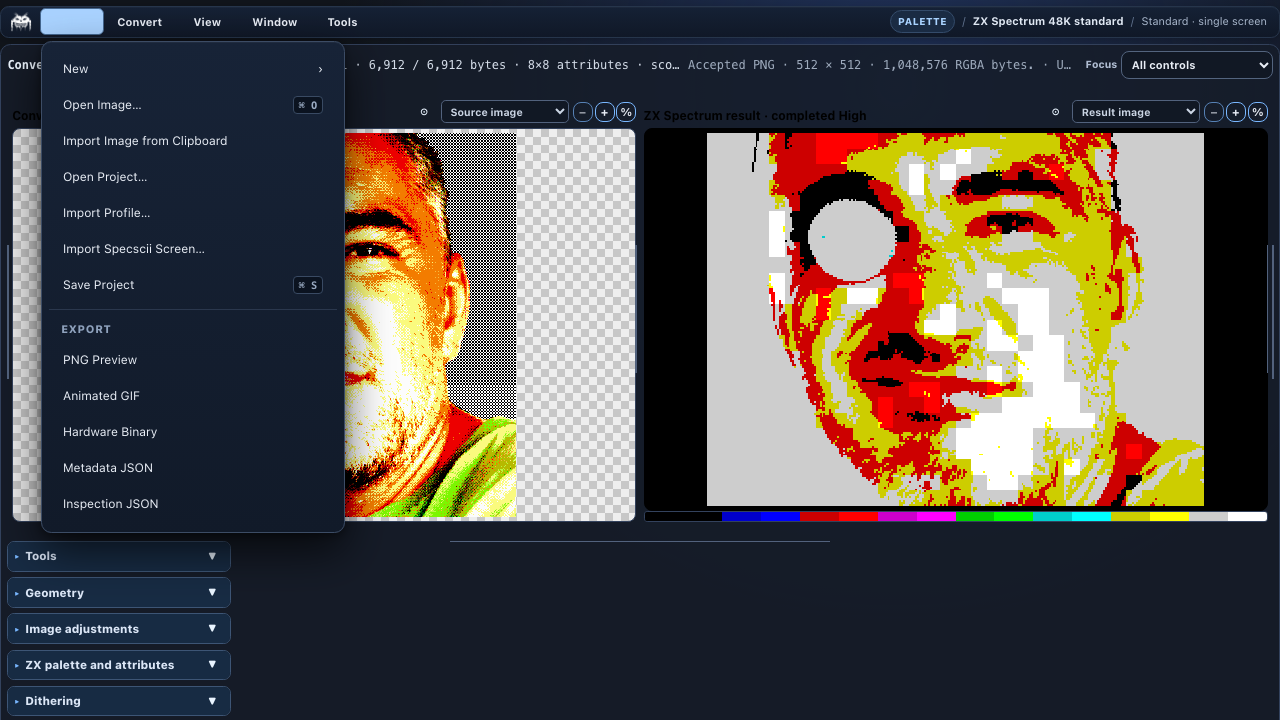 Convert View Window Tools
PALETTE / ZX Spectrum 48K standard / Standard · single screen
Conve
· 6,912 / 6,912 bytes · 8×8 attributes · sco… Accepted PNG · 512 × 512 · 1,048,576 RGBA bytes. · U… Focus All controls
New ›
Open Image… ⌘ O
Import Image from Clipboard
Open Project…
Import Profile…
Import Specscii Screen…
Save Project ⌘ S
EXPORT
PNG Preview
Animated GIF
Hardware Binary
Metadata JSON
Inspection JSON
Source image − + %
ZX Spectrum result · completed High Result image − + %
Tools
Geometry
Image adjustments
ZX palette and attributes
Dithering